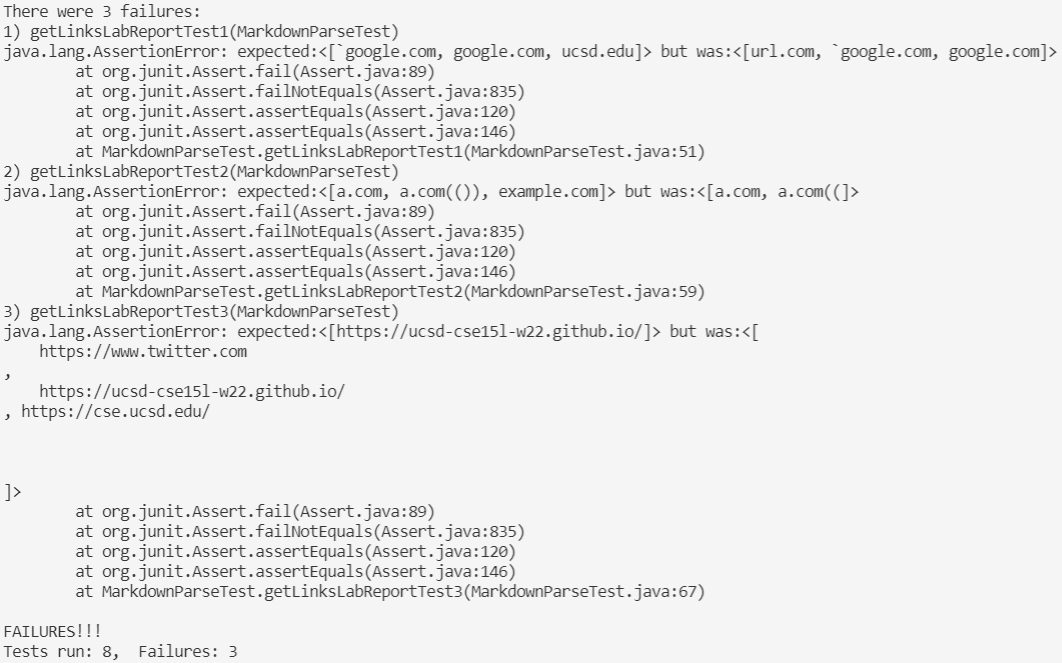 There were 3 failures:
1) getLinksLabReportTest1(MarkdownParseTest)
java.lang.AssertionError: expected:<[`google.com, google.com, ucsd.edu]> but was:<[url.com, `google.com, google.com]>
        at org.junit.Assert.fail(Assert.java:89)
        at org.junit.Assert.failNotEquals(Assert.java:835)
        at org.junit.Assert.assertEquals(Assert.java:120)
        at org.junit.Assert.assertEquals(Assert.java:146)
        at MarkdownParseTest.getLinksLabReportTest1(MarkdownParseTest.java:51)
2) getLinksLabReportTest2(MarkdownParseTest)
java.lang.AssertionError: expected:<[a.com, a.com(()), example.com]> but was:<[a.com, a.com((]>
        at org.junit.Assert.fail(Assert.java:89)
        at org.junit.Assert.failNotEquals(Assert.java:835)
        at org.junit.Assert.assertEquals(Assert.java:120)
        at org.junit.Assert.assertEquals(Assert.java:146)
        at MarkdownParseTest.getLinksLabReportTest2(MarkdownParseTest.java:59)
3) getLinksLabReportTest3(MarkdownParseTest)
java.lang.AssertionError: expected:<[https://ucsd-cse15l-w22.github.io/]> but was:<[
    https://www.twitter.com
,
    https://ucsd-cse15l-w22.github.io/
, https://cse.ucsd.edu/
]>
        at org.junit.Assert.fail(Assert.java:89)
        at org.junit.Assert.failNotEquals(Assert.java:835)
        at org.junit.Assert.assertEquals(Assert.java:120)
        at org.junit.Assert.assertEquals(Assert.java:146)
        at MarkdownParseTest.getLinksLabReportTest3(MarkdownParseTest.java:67)
FAILURES!!!
Tests run: 8,  Failures: 3